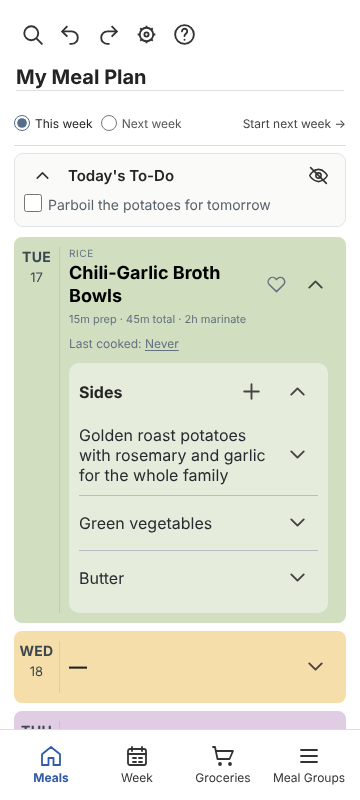 My Meal Plan
This week
Next week
Start next week →
Today's To-Do
Parboil the potatoes for tomorrow
TUE
17
RICE
Chili-Garlic Broth
Bowls
15m prep · 45m total · 2h marinate
Last cooked: Never
Sides
Golden roast potatoes
with rosemary and garlic
for the whole family
Green vegetables
Butter
WED
18
—
Meals
Week
Groceries
Meal Groups